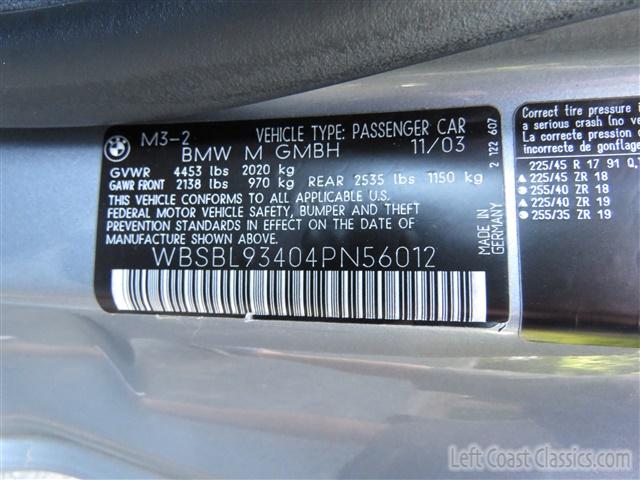 M3-2 VEHICLE TYPE: PASSENGER CAR
BMW M GMBH 11/03
GVWR 4453 lbs 2020 kg
GAWR FRONT 2138 lbs 970 kg REAR 2535 lbs 1150 kg
THIS VEHICLE CONFORMS TO ALL APPLICABLE U.S.
FEDERAL MOTOR VEHICLE SAFETY, BUMPER AND THEFT
PREVENTION STANDARDS IN EFFECT ON THE DATE OF
MANUFACTURE SHOWN ABOVE.
WBSBL93404PN56012
2 122 607
MADE IN
GERMANY
Correct tire pressure
a serious crash (no
La correcte pression
pression
225/45 R 17 91 Q
225/45 ZR 18
255/40 ZR 18
225/40 ZR 19
255/35 ZR 19
Left Coast Classics.com